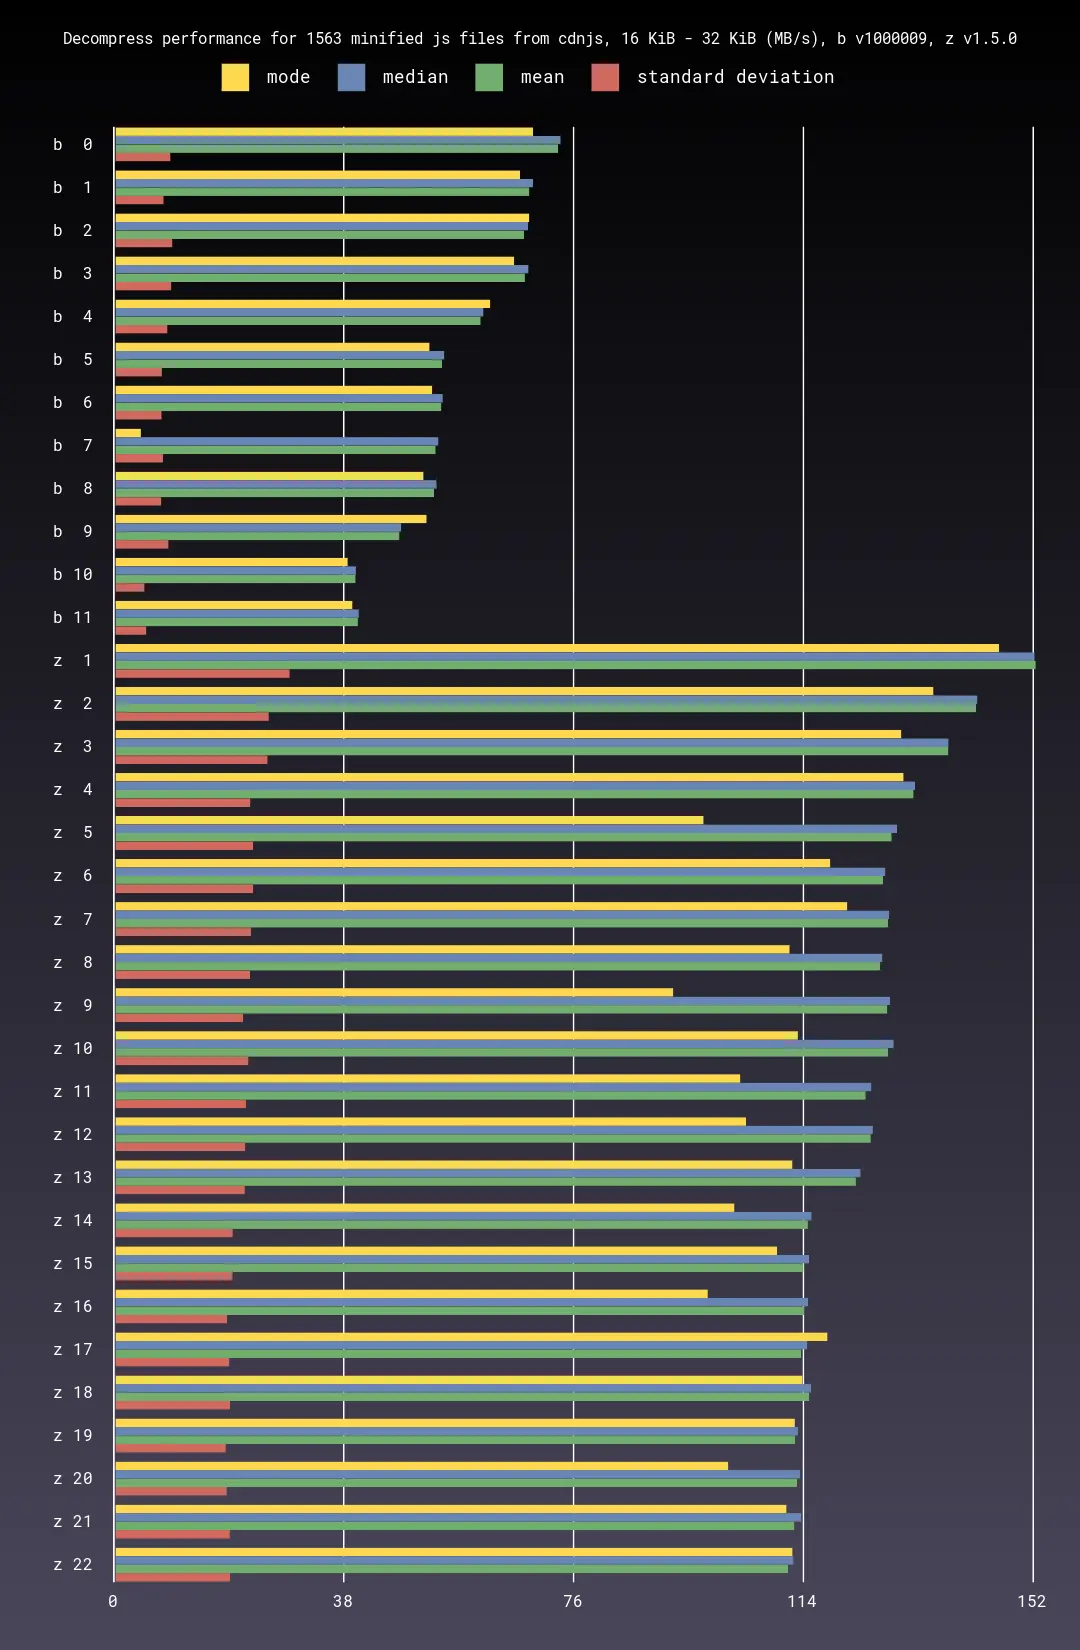 Decompress performance for 1563 minified js files from cdnjs, 16 KiB - 32 KiB (MB/s), b v1000009, z v1.5.0
mode median mean standard deviation
b 0
b 1
b 2
b 3
b 4
b 5
b 6
b 7
b 8
b 9
b 10
b 11
z 1
z 2
z 3
z 4
z 5
z 6
z 7
z 8
z 9
z 10
z 11
z 12
z 13
z 14
z 15
z 16
z 17
z 18
z 19
z 20
z 21
z 22
0 38 76 114 152